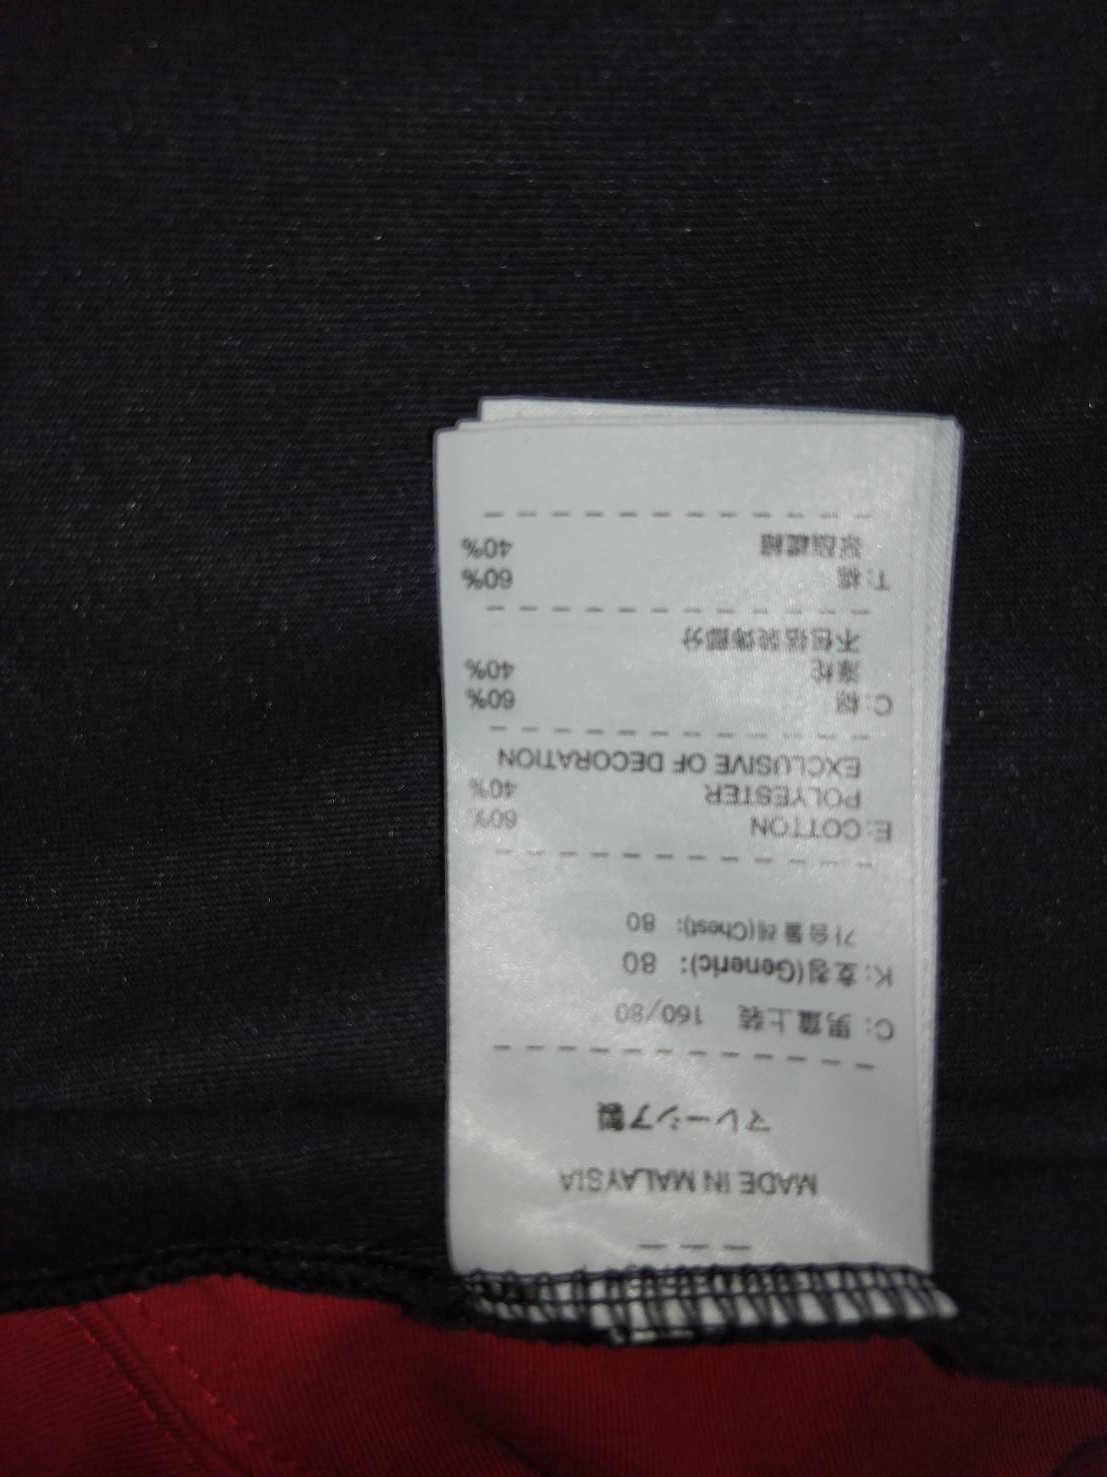 MADE IN MALAYSIA
マレーシア製
C: 男童上装 160/80
K: 호칭(Generic): 80
가슴둘레(Chest): 80
E: COTTON 60%
POLYESTER 40%
EXCLUSIVE OF DECORATION
C: 棉 60%
涤纶 40%
不包括装饰部分
T: 棉 60%
聚酯纖維 40%